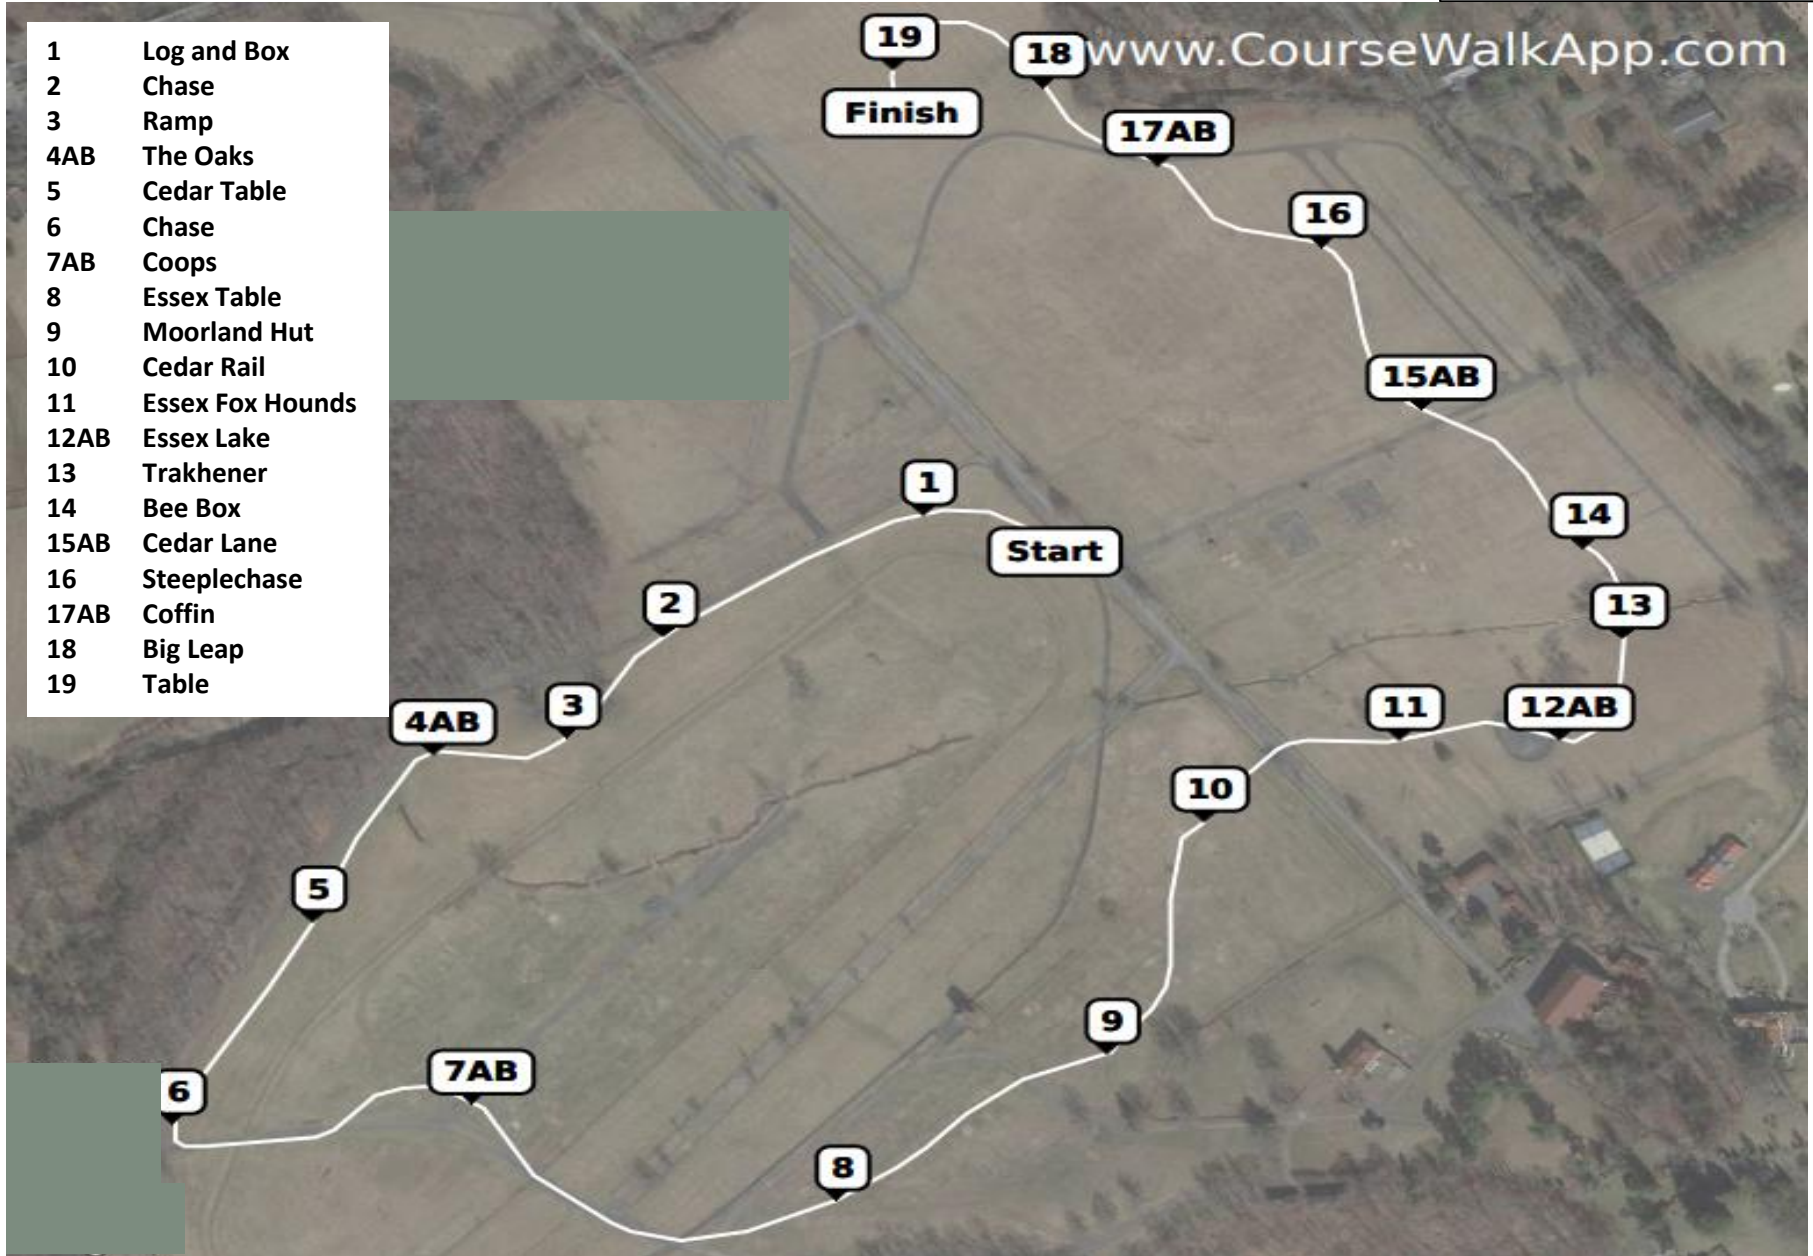 1 Log and Box
2 Chase
3 Ramp
4AB The Oaks
5 Cedar Table
6 Chase
7AB Coops
8 Essex Table
9 Moorland Hut
10 Cedar Rail
11 Essex Fox Hounds
12AB Essex Lake
13 Trakhener
14 Bee Box
15AB Cedar Lane
16 Steeplechase
17AB Coffin
18 Big Leap
19 Table
www.CourseWalkApp.com
19
18
Finish
17AB
16
15AB
1
14
Start
2
13
3
4AB
11
12AB
10
5
9
7AB
6
8